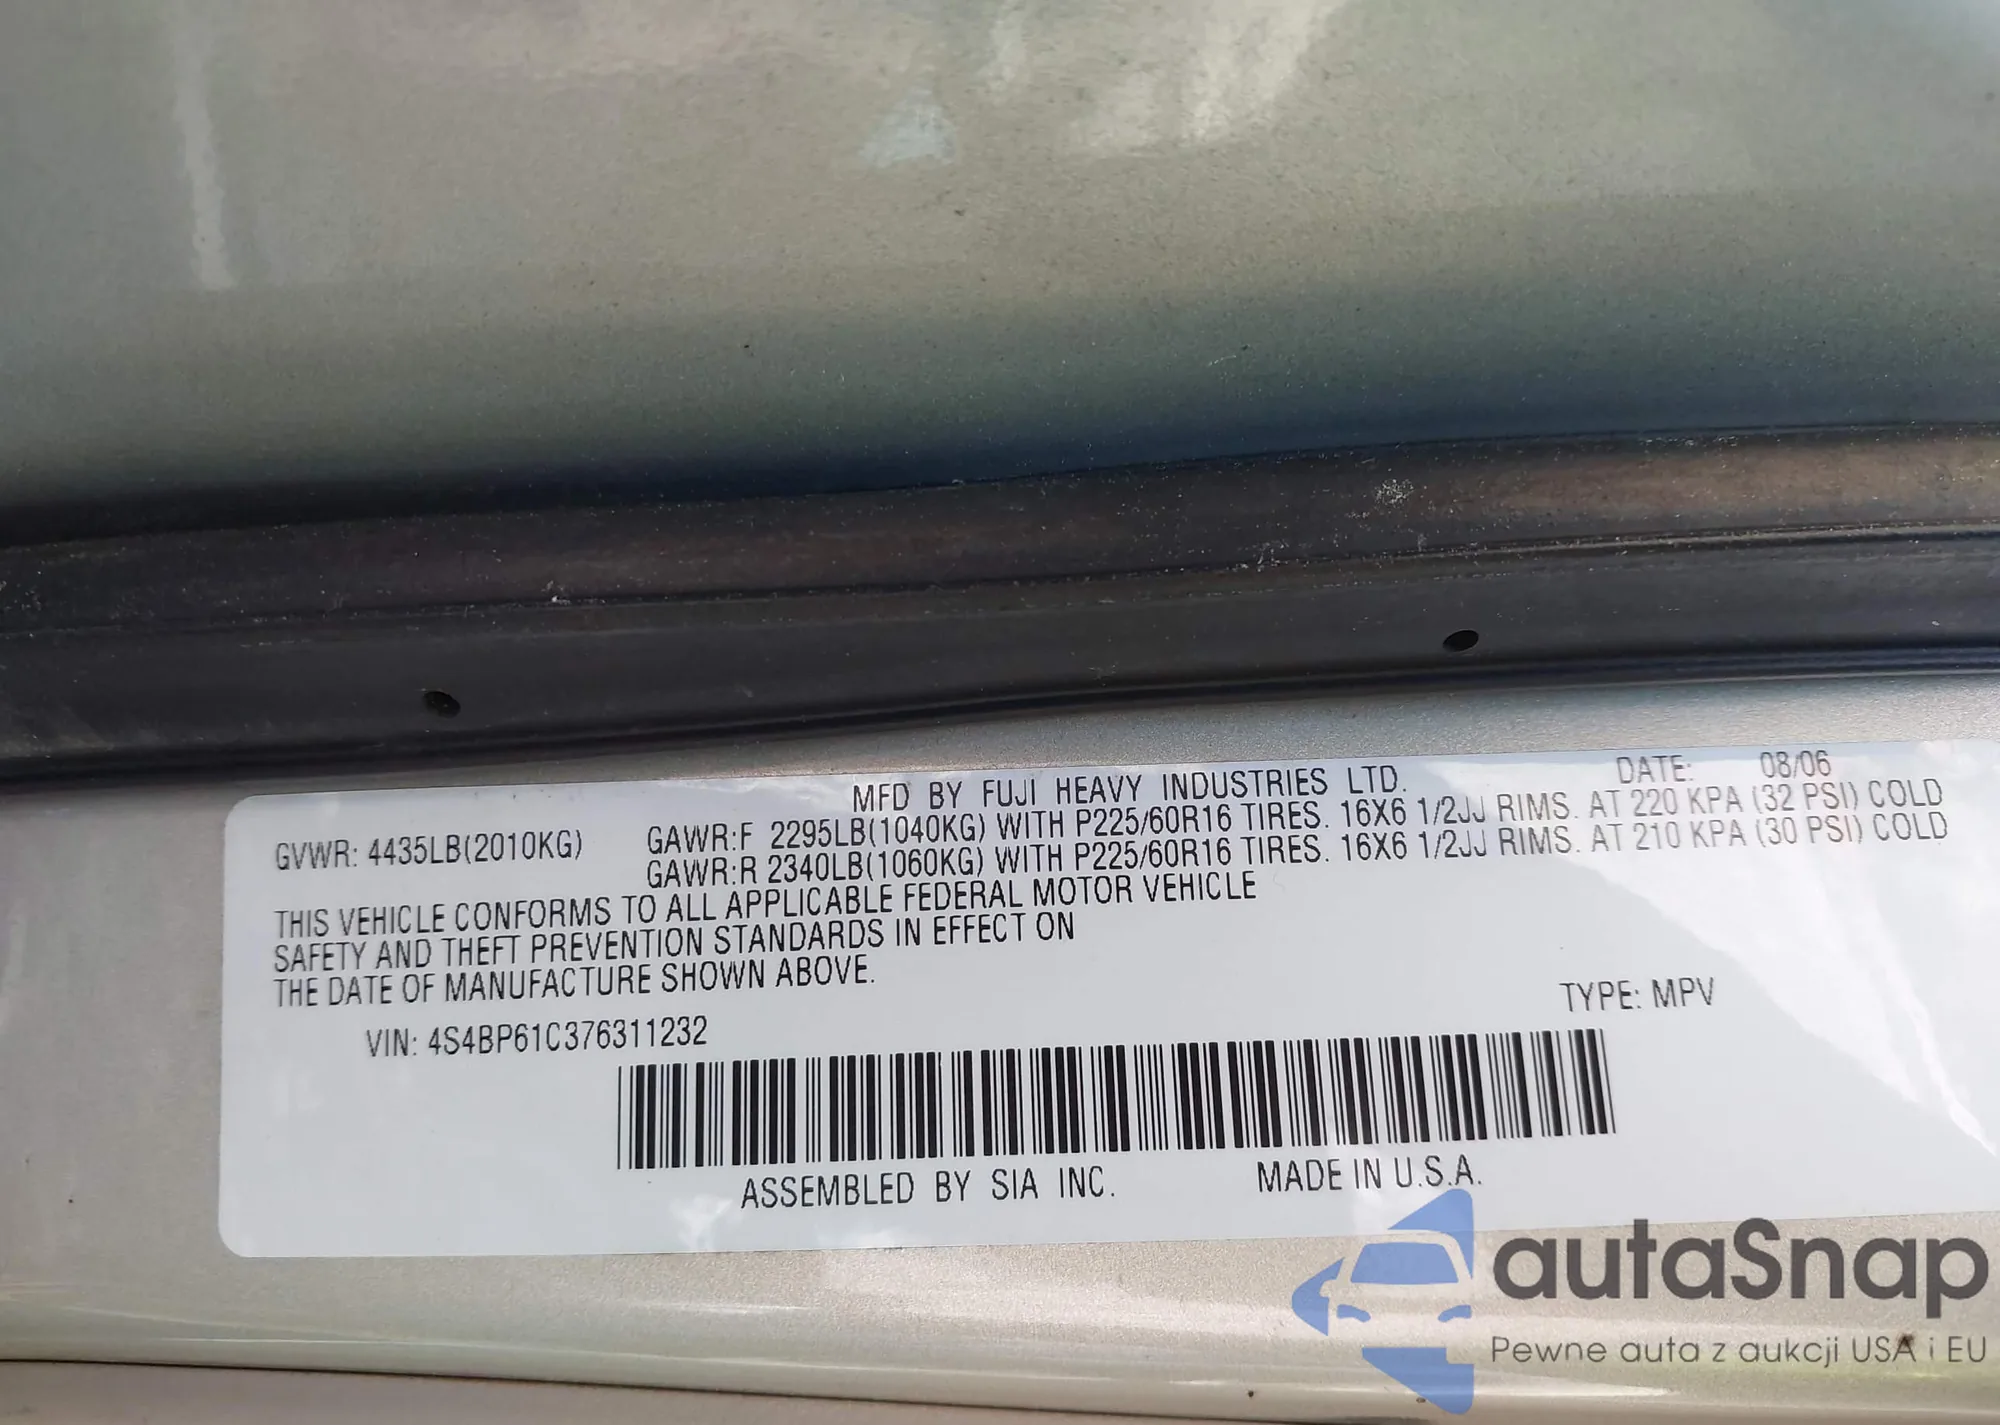 MFD BY FUJI HEAVY INDUSTRIES LTD. DATE: 08/06
GVWR: 4435LB(2010KG) GAWR:F 2295LB(1040KG) WITH P225/60R16 TIRES. 16X6 1/2JJ RIMS. AT 220 KPA (32 PSI) COLD
GAWR:R 2340LB(1060KG) WITH P225/60R16 TIRES. 16X6 1/2JJ RIMS. AT 210 KPA (30 PSI) COLD
THIS VEHICLE CONFORMS TO ALL APPLICABLE FEDERAL MOTOR VEHICLE
SAFETY AND THEFT PREVENTION STANDARDS IN EFFECT ON
THE DATE OF MANUFACTURE SHOWN ABOVE.
VIN: 4S4BP61C376311232 TYPE: MPV
ASSEMBLED BY SIA INC. MADE IN U.S.A.
autaSnap
Pewne auta z aukcji USA i EU